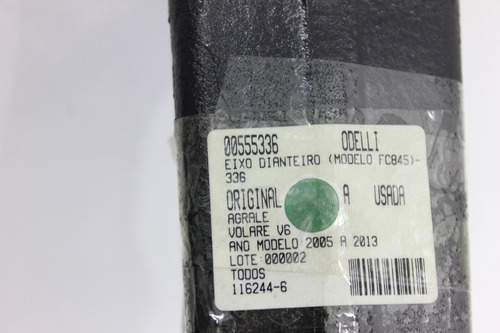 00555336 ODELLI
EIXO DIANTEIRO (MODELO FC845)-
336
ORIGINAL A USADA
AGRALE
VOLARE V6
ANO MODELO:2005 A 2013
LOTE:000002
TODOS
116244-6